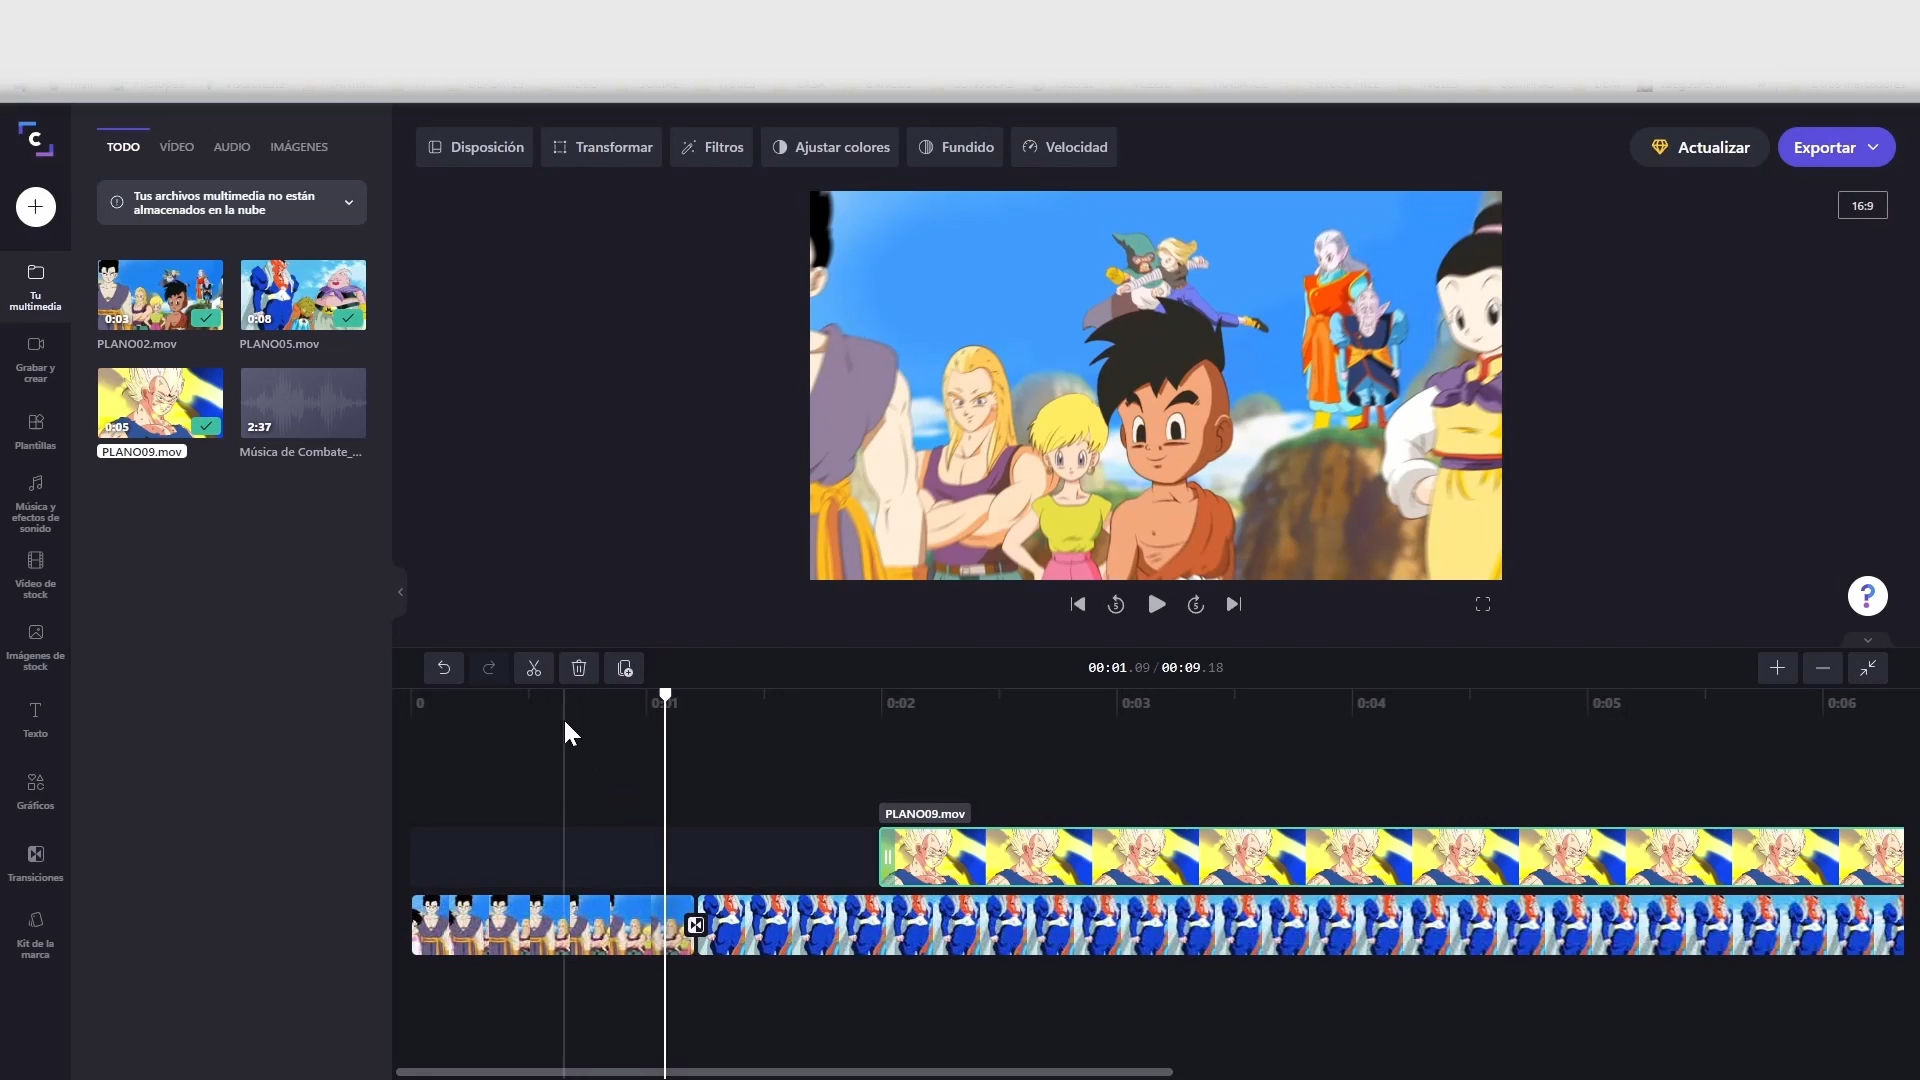 TODO VÍDEO AUDIO IMÁGENES
Disposición Transformar Filtros Ajustar colores Fundido Velocidad
Actualizar Exportar
Tus archivos multimedia no están
almacenados en la nube
16:9
Tu
multimedia
0:03 0:08
PLANO02.mov PLANO05.mov
Grabar y
crear
0:05 2:37
PLANO09.mov Música de Combate_...
Plantillas
Música y
efectos de
sonido
Vídeo de
stock
Imágenes de
stock
Texto
Gráficos
Transiciones
Kit de la
marca
5 5
?
00:01.09/00:09.18
0 0:01 0:02 0:03 0:04 0:05 0:06
PLANO09.mov